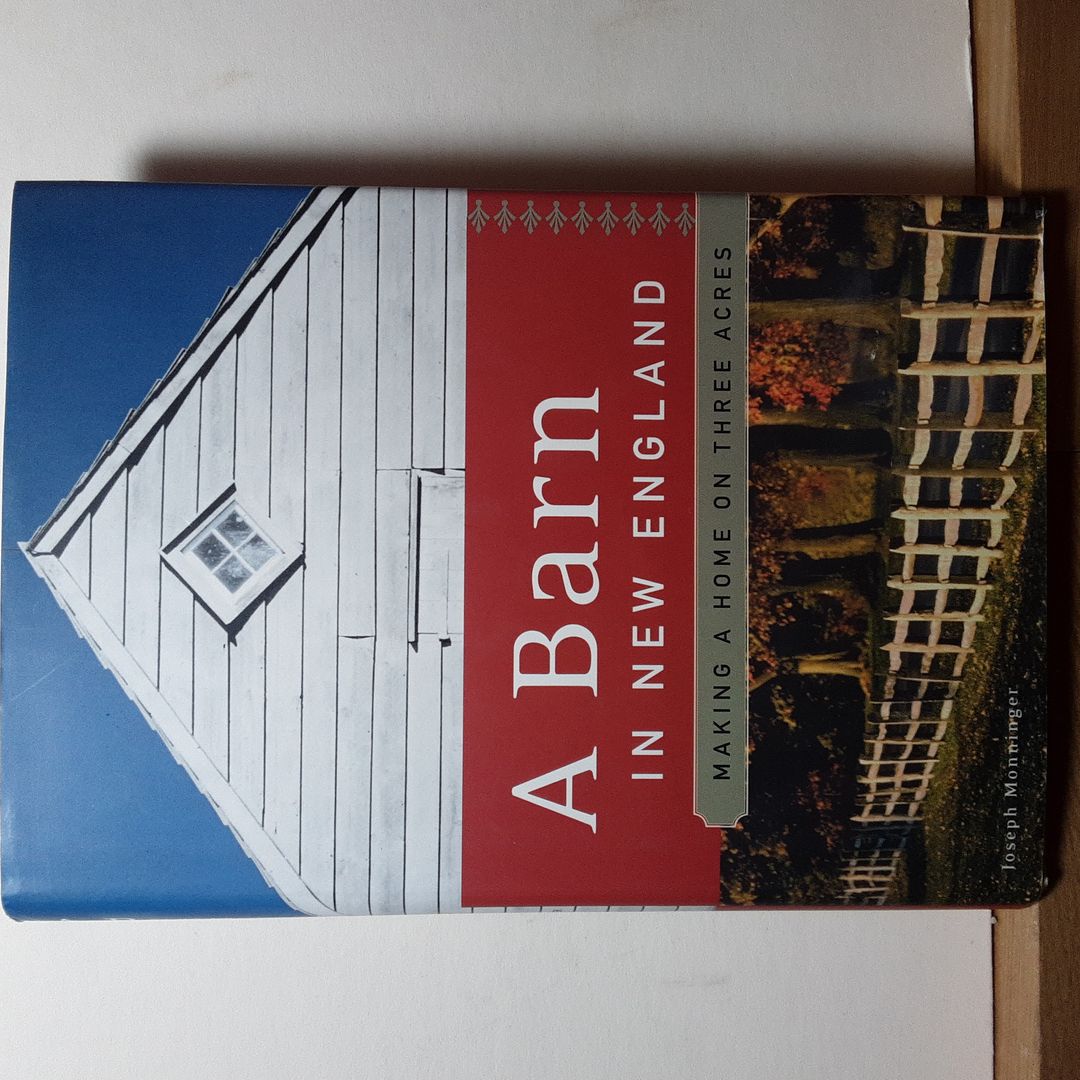 A Barn
IN NEW ENGLAND
MAKING A HOME ON THREE ACRES
Joseph Monninger